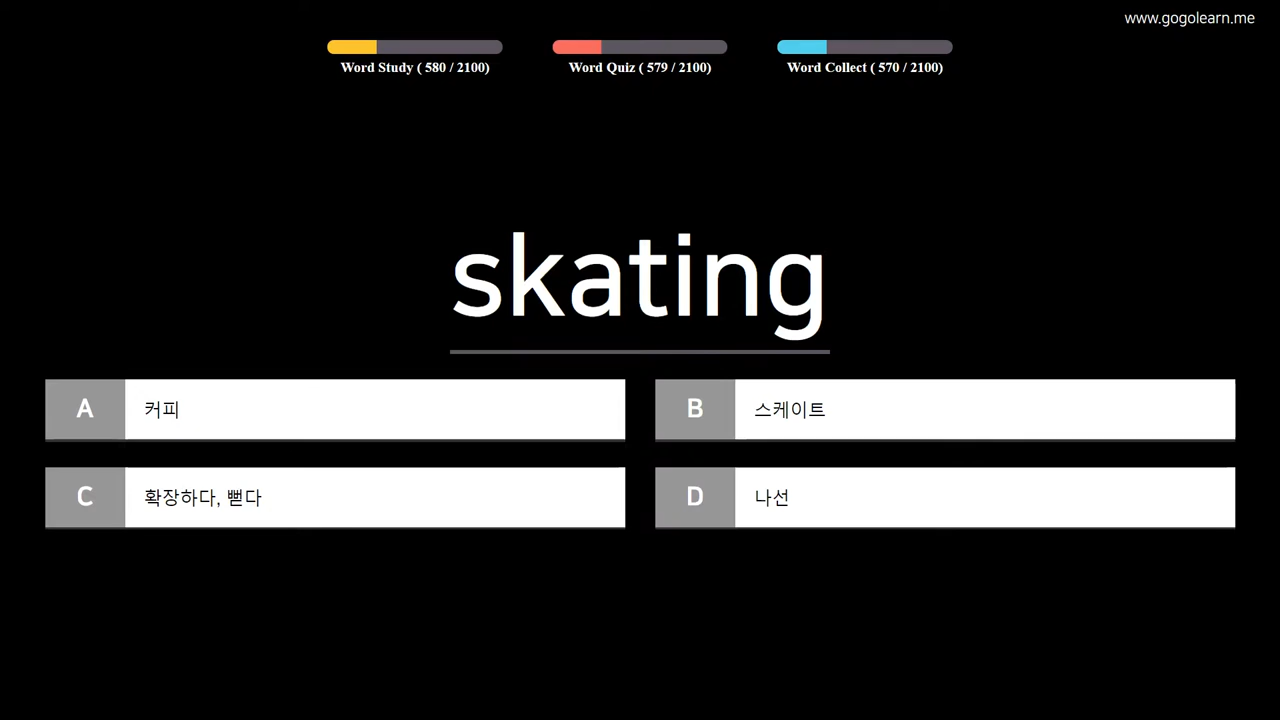 www.gogolearn.me
Word Study ( 580 / 2100)
Word Quiz ( 579 / 2100)
Word Collect ( 570 / 2100)
skating
A 커피
B 스케이트
C 확장하다, 뻗다
D 나선